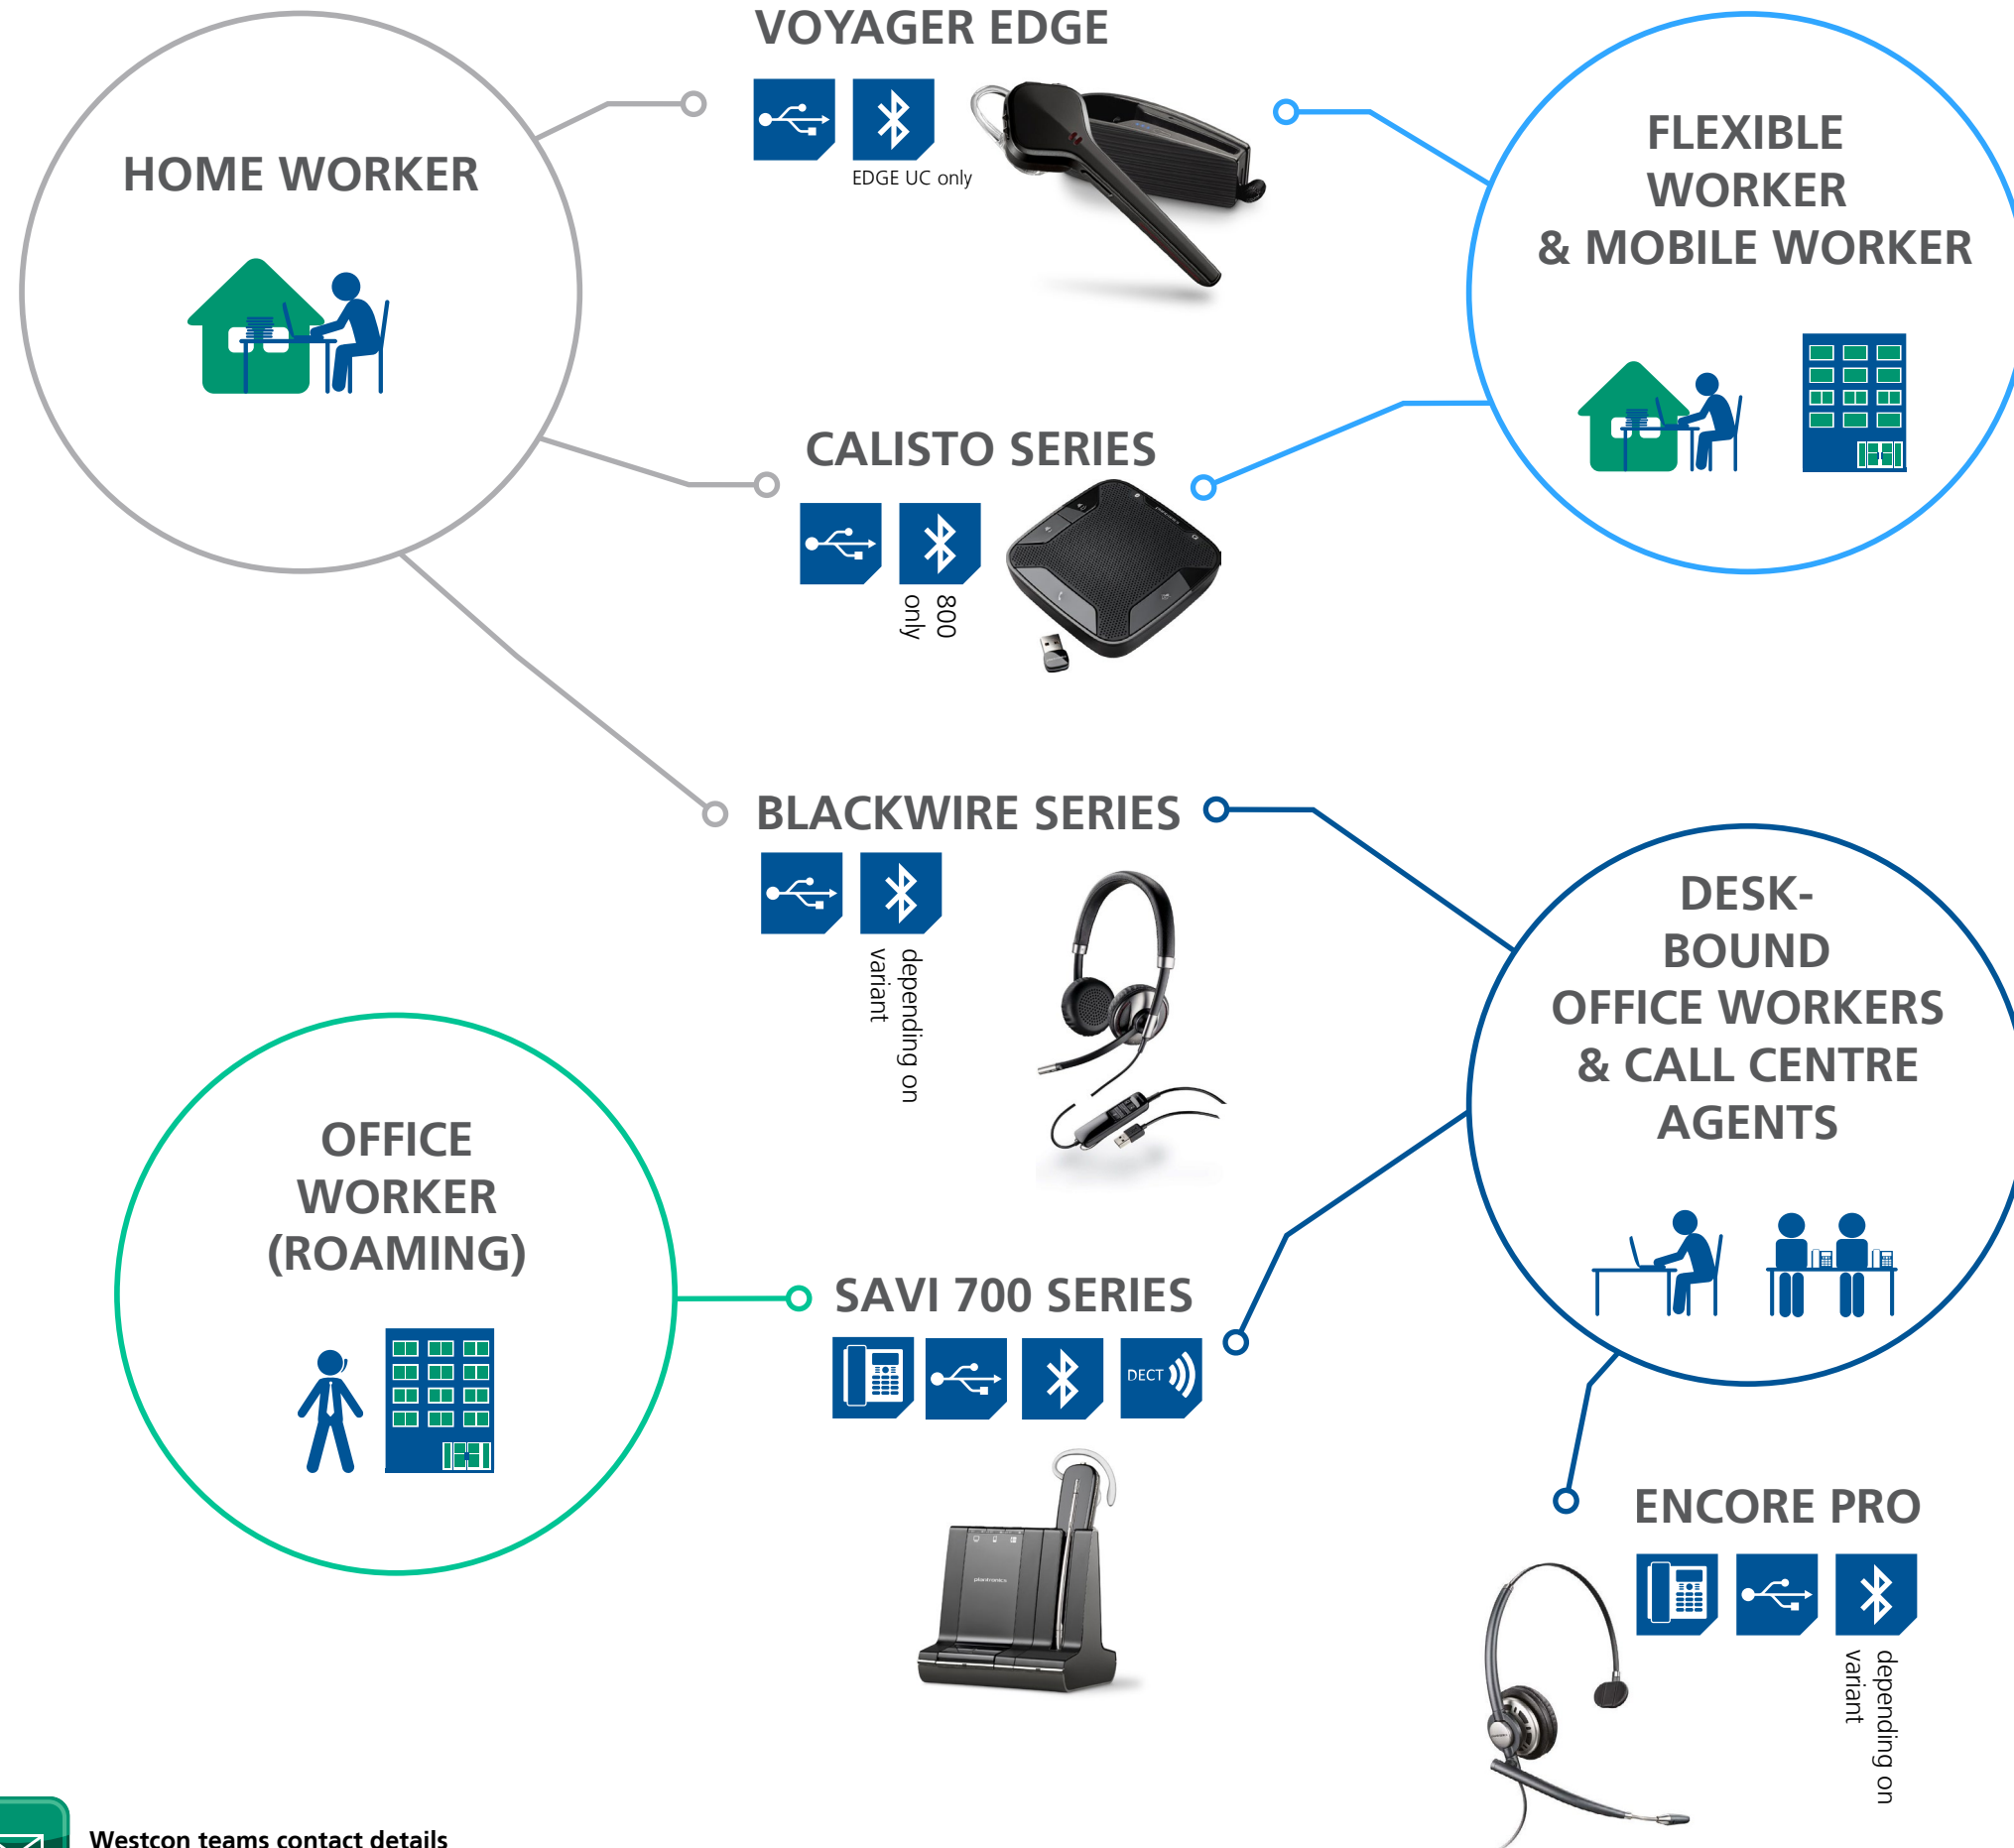 VOYAGER EDGE
EDGE UC only
HOME WORKER
FLEXIBLE
WORKER
& MOBILE WORKER
CALISTO SERIES
800
only
BLACKWIRE SERIES
depending on
variant
DESK-
BOUND
OFFICE WORKERS
& CALL CENTRE
AGENTS
OFFICE
WORKER
(ROAMING)
SAVI 700 SERIES
DECT
plantronics
ENCORE PRO
depending on
variant
Westcon teams contact details